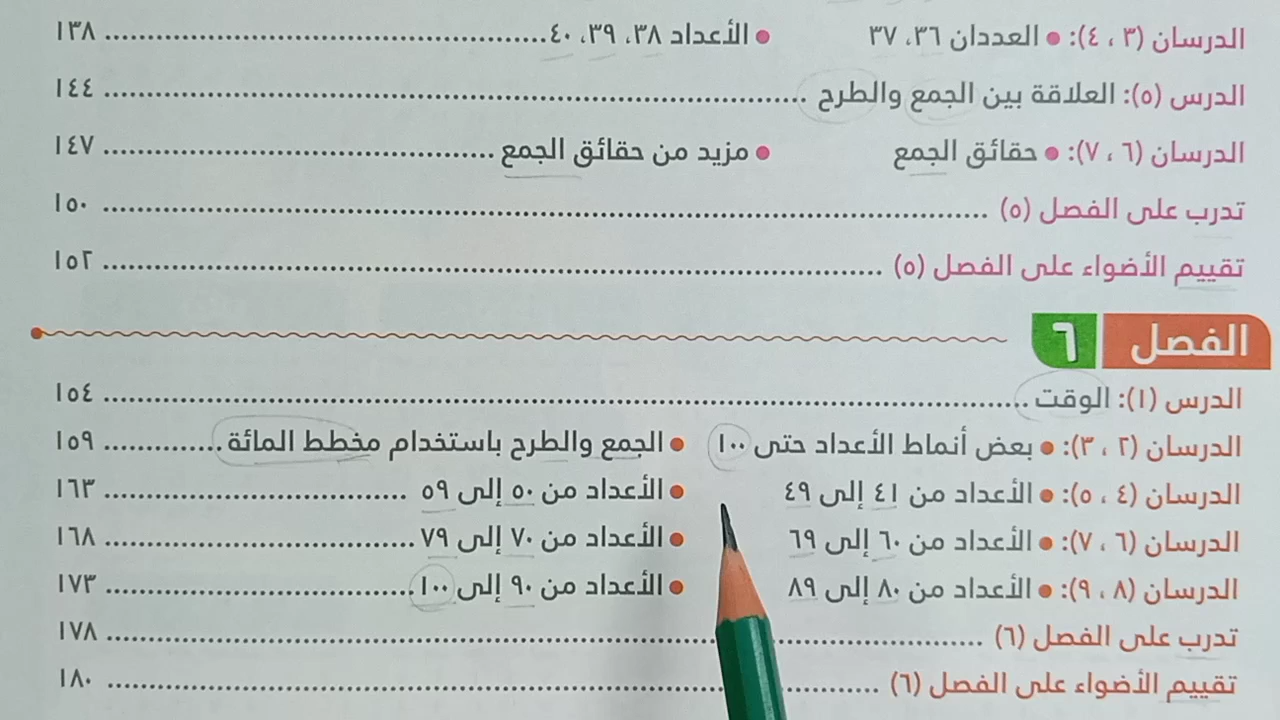 الدرسان (٣ ، ٤): • العددان ٣٦، ٣٧ • الأعداد ٣٨، ٣٩، ٤٠ ............ ١٣٨
الدرس (٥): العلاقة بين الجمع والطرح ............ ١٤٤
الدرسان (٦ ، ٧): • حقائق الجمع • مزيد من حقائق الجمع ............ ١٤٧
تدرب على الفصل (٥) ............ ١٥٠
تقييم الأضواء على الفصل (٥) ............ ١٥٢
الفصل ٦
الدرس (١): الوقت ............ ١٥٤
الدرسان (٢ ، ٣): • بعض أنماط الأعداد حتى ١٠٠ • الجمع والطرح باستخدام مخطط المائة ............ ١٥٩
الدرسان (٤ ، ٥): • الأعداد من ٤١ إلى ٤٩ • الأعداد من ٥٠ إلى ٥٩ ............ ١٦٣
الدرسان (٦ ، ٧): • الأعداد من ٦٠ إلى ٦٩ • الأعداد من ٧٠ إلى ٧٩ ............ ١٦٨
الدرسان (٨ ، ٩): • الأعداد من ٨٠ إلى ٨٩ • الأعداد من ٩٠ إلى ١٠٠ ............ ١٧٣
تدرب على الفصل (٦) ............ ١٧٨
تقييم الأضواء على الفصل (٦) ............ ١٨٠